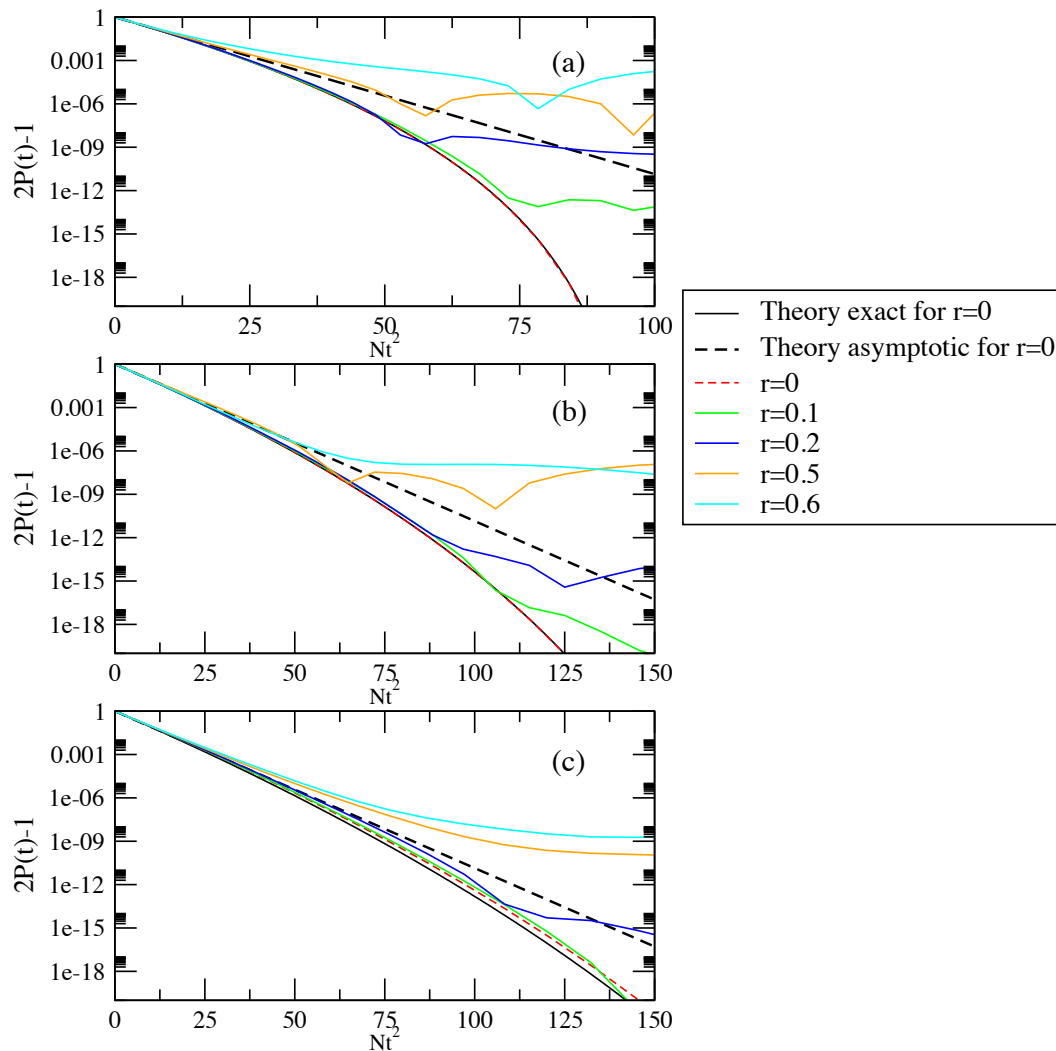 1
0.001
1e-06
1e-09
1e-12
1e-15
1e-18
2P(t)-1
(a)
0 25 50 75 100
Nt²
1
0.001
1e-06
1e-09
1e-12
1e-15
1e-18
2P(t)-1
(b)
0 25 50 75 100 125 150
Nt²
1
0.001
1e-06
1e-09
1e-12
1e-15
1e-18
2P(t)-1
(c)
0 25 50 75 100 125 150
Nt²
Theory exact for r=0
Theory asymptotic for r=0
r=0
r=0.1
r=0.2
r=0.5
r=0.6